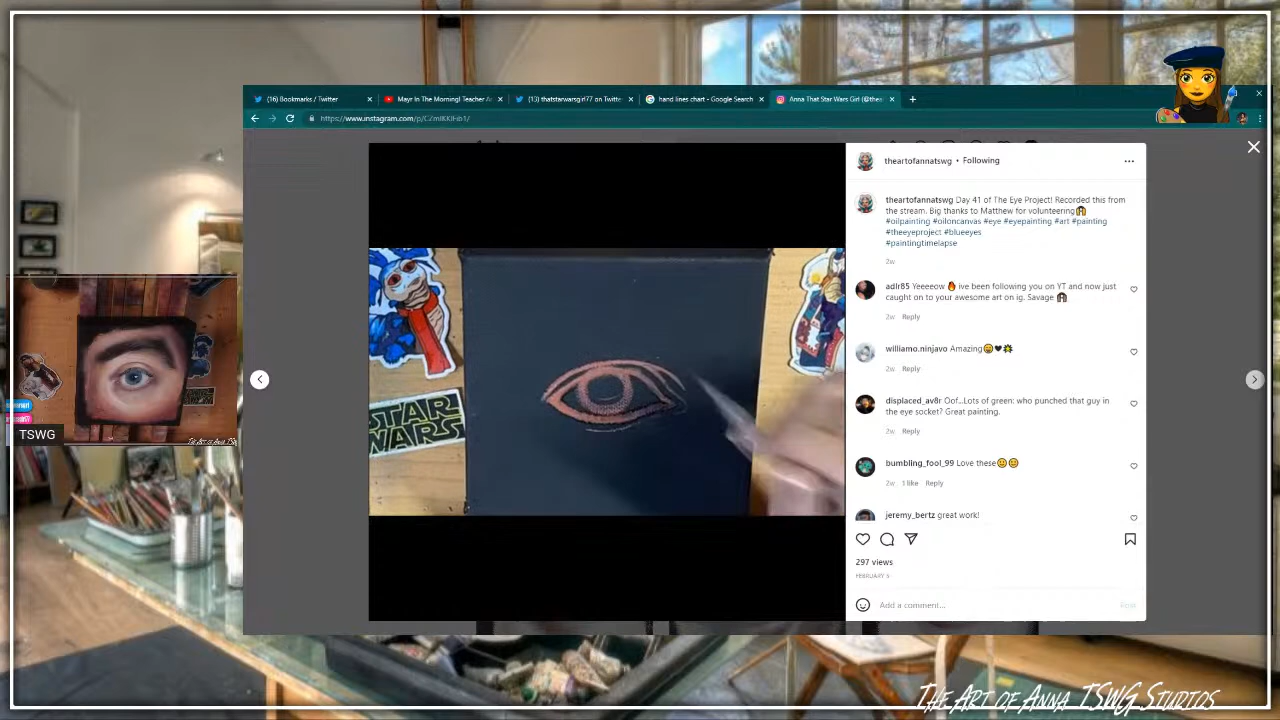 (16) Bookmarks / Twitter
Mayr In The Morning! Teacher A
(13) thatstarwarsgirl77 on Twitte
hand lines chart - Google Search
Anna That Star Wars Girl (@thea
https://www.instagram.com/p/
theartofannatswg • Following
theartofannatswg Day 41 of The Eye Project! Recorded this from
the stream. Big thanks to Matthew for volunteering
#oilpainting #oiloncanvas #eye #eyepainting #art #painting
#theeyeproject #blueeyes
#paintingtimelapse
2w
adlr85 Yeeeeow 🔥 ive been following you on YT and now just
caught on to your awesome art on ig. Savage
2w Reply
williamo.ninjavo Amazing
2w Reply
displaced_av8r Oof...Lots of green: who punched that guy in
the eye socket? Great painting.
2w Reply
bumbling_fool_99 Love these
2w 1 like Reply
jeremy_bertz great work!
297 views
FEBRUARY 5
Add a comment...
Post
STAR
WARS
TSWG
The Art of Anna TSWG Studios